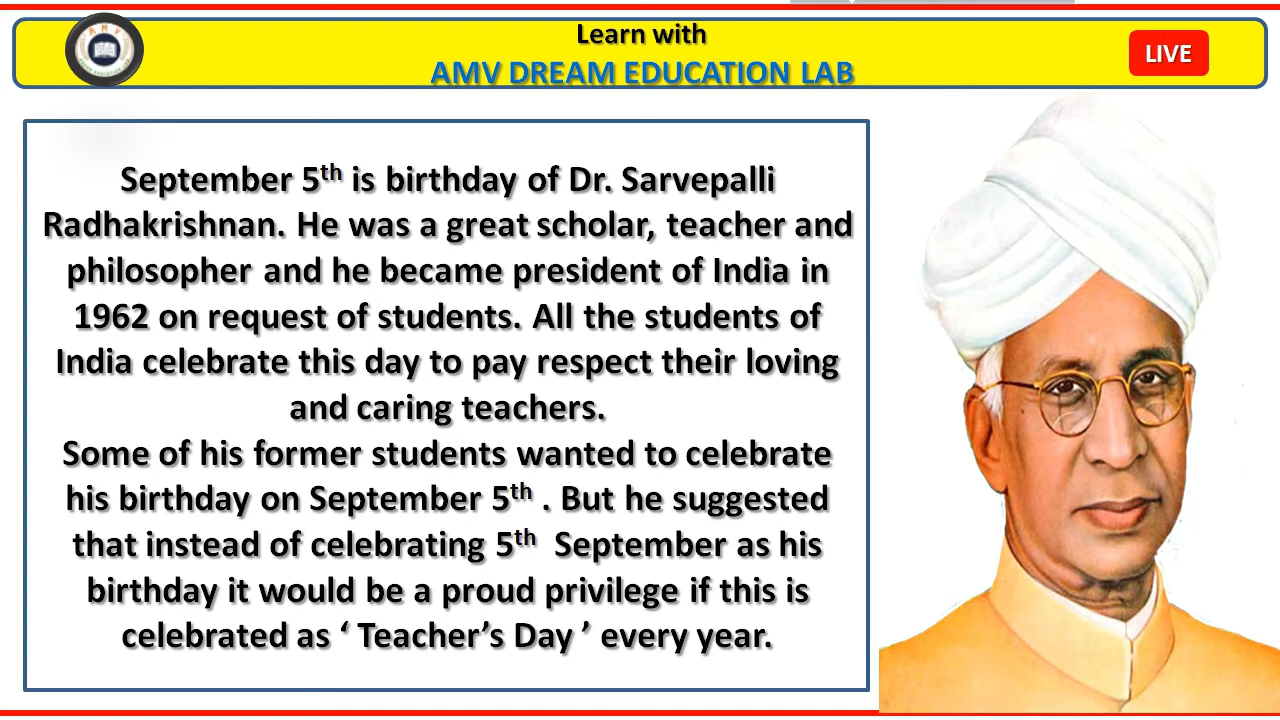 Learn with
AMV DREAM EDUCATION LAB
LIVE
September 5th is birthday of Dr. Sarvepalli
Radhakrishnan. He was a great scholar, teacher and
philosopher and he became president of India in
1962 on request of students. All the students of
India celebrate this day to pay respect their loving
and caring teachers.
Some of his former students wanted to celebrate
his birthday on September 5th . But he suggested
that instead of celebrating 5th September as his
birthday it would be a proud privilege if this is
celebrated as ‘ Teacher’s Day ’ every year.